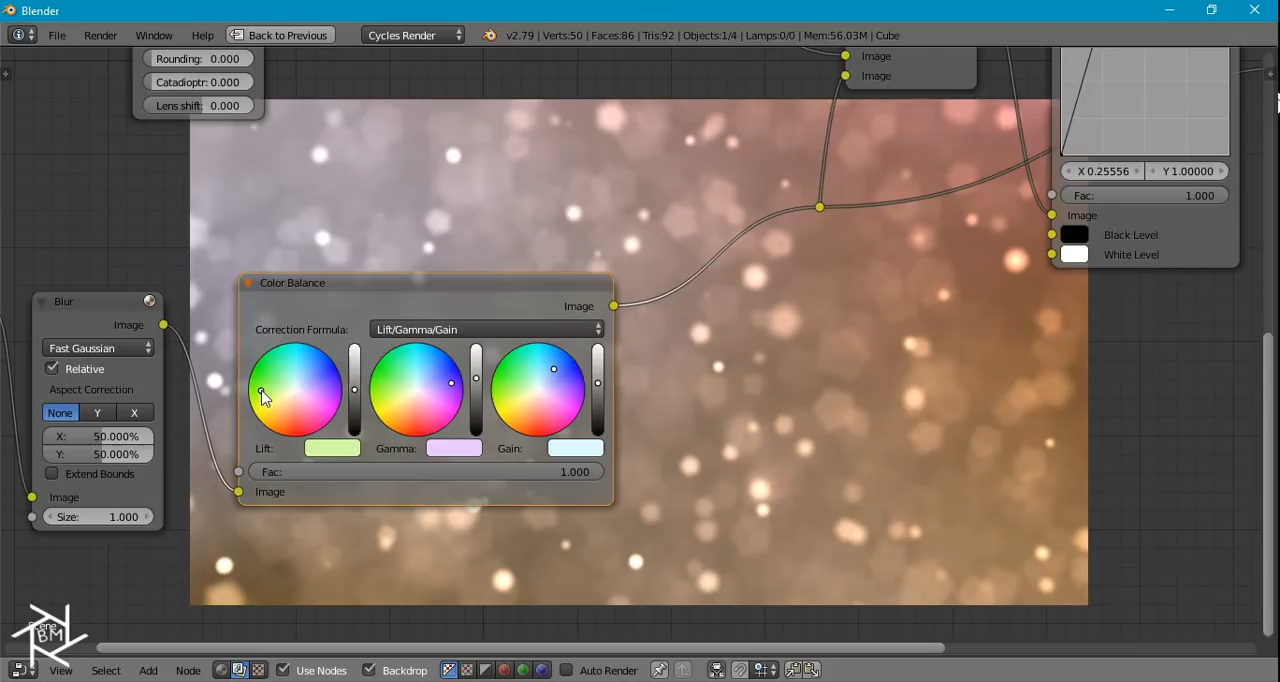 Blender
File Render Window Help Back to Previous Cycles Render v2.79 | Verts:50 | Faces:86 | Tris:92 | Objects:1/4 | Lamps:0/0 | Mem:56.03M | Cube
Rounding: 0.000
Catadioptr: 0.000
Lens shift: 0.000
Image
Image
X 0.25556 Y 1.00000
Fac: 1.000
Image
Black Level
White Level
Blur
Image
Fast Gaussian
Relative
Aspect Correction
None Y X
X: 50.000%
Y: 50.000%
Extend Bounds
Image
Size: 1.000
Color Balance
Image
Correction Formula: Lift/Gamma/Gain
Lift: Gamma: Gain:
Fac: 1.000
Image
Scene
BM
View Select Add Node Use Nodes Backdrop Auto Render